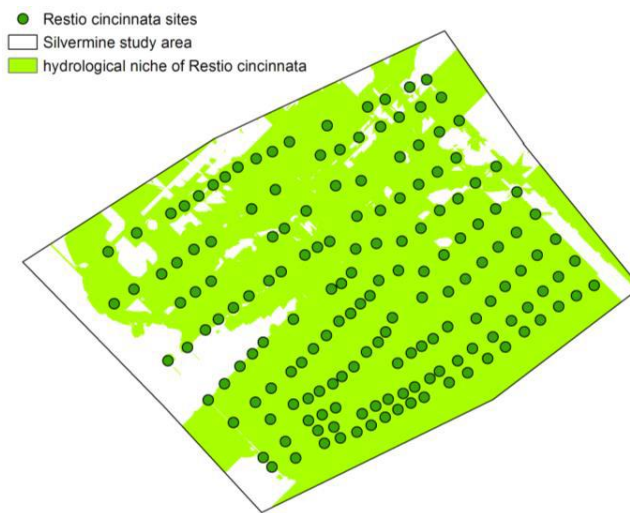 Restio cincinnata sites
Silvermine study area
hydrological niche of Restio cincinnata